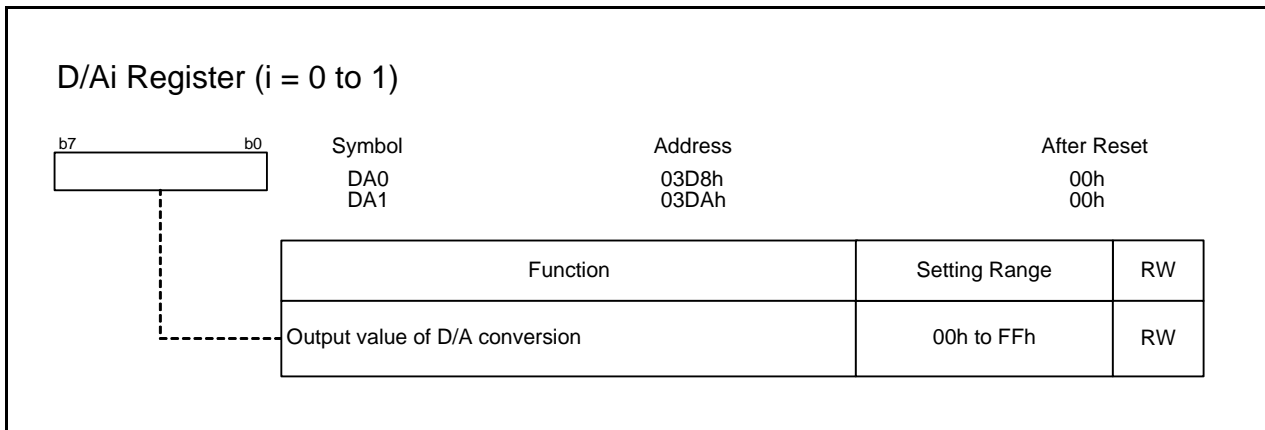 D/Ai Register (i = 0 to 1)
b7 b0 Symbol Address After Reset
DA0 03D8h 00h
DA1 03DAh 00h
Function Setting Range RW
Output value of D/A conversion 00h to FFh RW